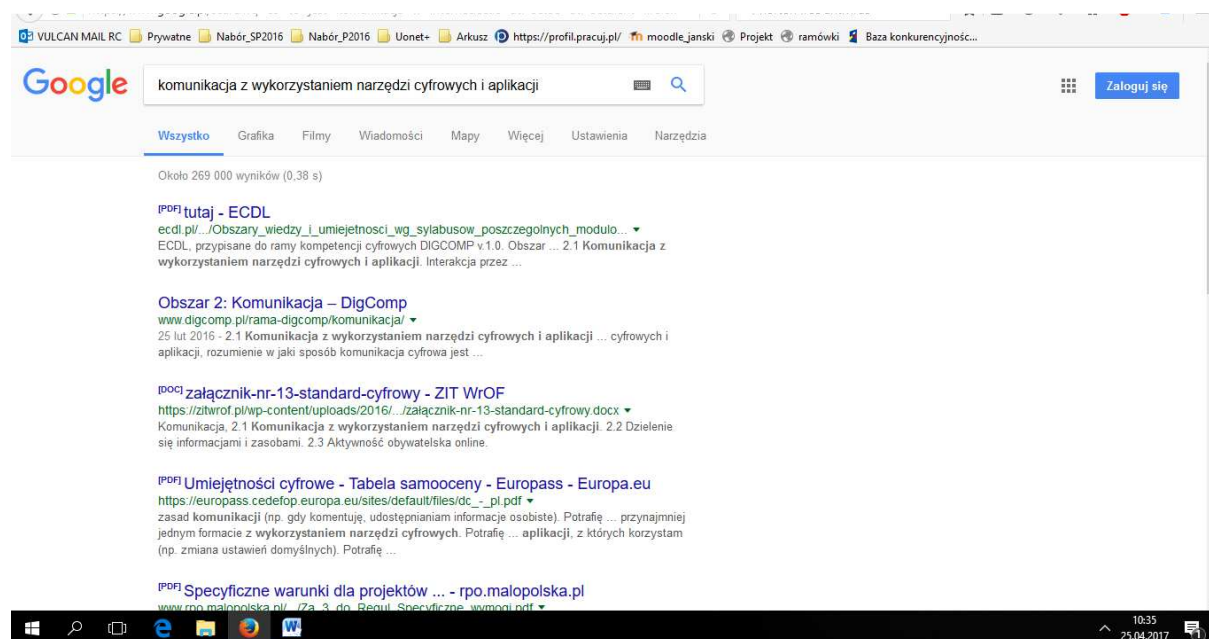 VULCAN MAIL RC Prywatne Nabór_SP2016 Nabór_P2016 Uonet+ Arkusz https://profil.pracuj.pl/ moodle_janski Projekt ramówki Baza konkurencyjnośc...
Google komunikacja z wykorzystaniem narzędzi cyfrowych i aplikacji Zaloguj się
Wszystko Grafika Filmy Wiadomości Mapy Więcej Ustawienia Narzędzia
Około 269 000 wyników (0,38 s)
[PDF] tutaj - ECDL
ecdl.pl/.../Obszary_wiedzy_i_umiejetnosci_wg_sylabusow_poszczegolnych_modulo...
ECDL, przypisane do ramy kompetencji cyfrowych DIGCOMP v.1.0. Obszar ... 2.1 Komunikacja z
wykorzystaniem narzędzi cyfrowych i aplikacji. Interakcja przez ...
Obszar 2: Komunikacja – DigComp
www.digcomp.pl/rama-digcomp/komunikacja/
25 lut 2016 - 2.1 Komunikacja z wykorzystaniem narzędzi cyfrowych i aplikacji ... cyfrowych i
aplikacji, rozumienie w jaki sposób komunikacja cyfrowa jest ...
[DOC] załącznik-nr-13-standard-cyfrowy - ZIT WrOF
https://zitwrof.pl/wp-content/uploads/2016/.../załącznik-nr-13-standard-cyfrowy.docx
Komunikacja, 2.1 Komunikacja z wykorzystaniem narzędzi cyfrowych i aplikacji. 2.2 Dzielenie
się informacjami i zasobami. 2.3 Aktywność obywatelska online.
[PDF] Umiejętności cyfrowe - Tabela samooceny - Europass - Europa.eu
https://europass.cedefop.europa.eu/sites/default/files/dc_-_pl.pdf
zasad komunikacji (np. gdy komentuję, udostępnianiam informacje osobiste). Potrafię ... przynajmniej
jednym formacie z wykorzystaniem narzędzi cyfrowych. Potrafię ... aplikacji, z których korzystam
(np. zmiana ustawień domyślnych). Potrafię ...
[PDF] Specyficzne warunki dla projektów ... - rpo.malopolska.pl
www.rpo.malopolska.pl/.../Za_3_do_Regul_Specyficzne_wymogi.pdf
10:35
25.04.2017